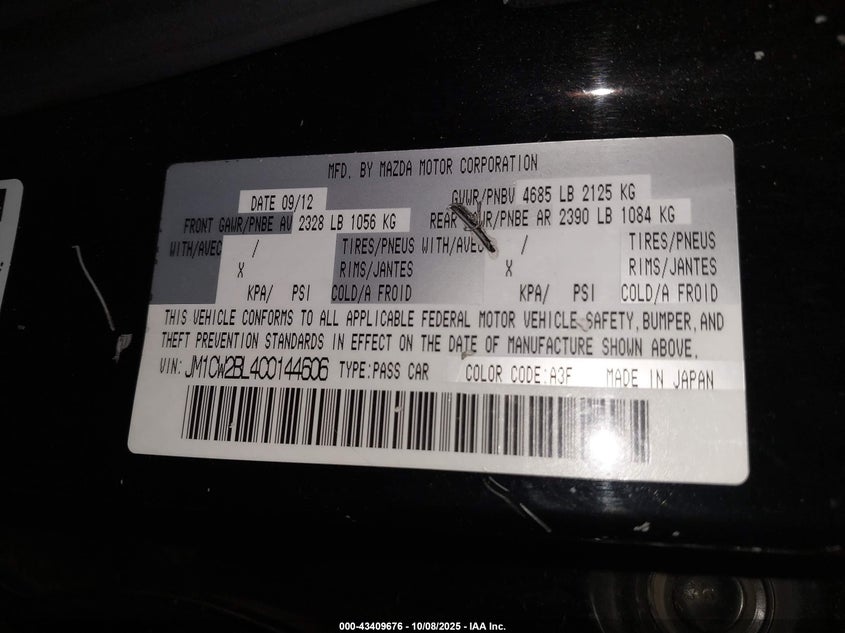 MFD. BY MAZDA MOTOR CORPORATION
DATE 09/12 GVWR/PNBV 4685 LB 2125 KG
FRONT GAWR/PNBE AV 2328 LB 1056 KG REAR GAWR/PNBE AR 2390 LB 1084 KG
WITH/AVEC / TIRES/PNEUS WITH/AVEC / TIRES/PNEUS
X RIMS/JANTES X RIMS/JANTES
KPA/ PSI COLD/A FROID KPA/ PSI COLD/A FROID
THIS VEHICLE CONFORMS TO ALL APPLICABLE FEDERAL MOTOR VEHICLE SAFETY, BUMPER, AND
THEFT PREVENTION STANDARDS IN EFFECT ON THE DATE OF MANUFACTURE SHOWN ABOVE.
VIN: JM1CW2BL4C0144606 TYPE:PASS CAR COLOR CODE:A3F MADE IN JAPAN
000-43409676 - 10/08/2025 - IAA Inc.